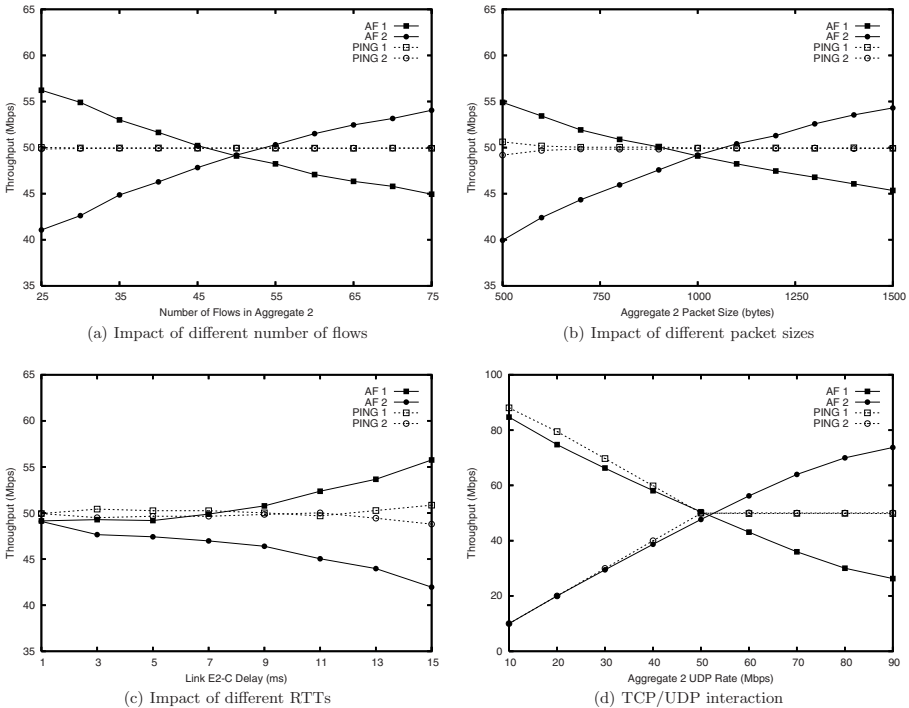 65
60
55
50
45
40
35
Throughput (Mbps)
AF 1
AF 2
PING 1
PING 2
25 35 45 55 65 75
Number of Flows in Aggregate 2
(a) Impact of different number of flows
65
60
55
50
45
40
35
Throughput (Mbps)
AF 1
AF 2
PING 1
PING 2
500 750 1000 1250 1500
Aggregate 2 Packet Size (bytes)
(b) Impact of different packet sizes
65
60
55
50
45
40
35
Throughput (Mbps)
AF 1
AF 2
PING 1
PING 2
1 3 5 7 9 11 13 15
Link E2-C Delay (ms)
(c) Impact of different RTTs
100
80
60
40
20
0
Throughput (Mbps)
AF 1
AF 2
PING 1
PING 2
10 20 30 40 50 60 70 80 90
Aggregate 2 UDP Rate (Mbps)
(d) TCP/UDP interaction